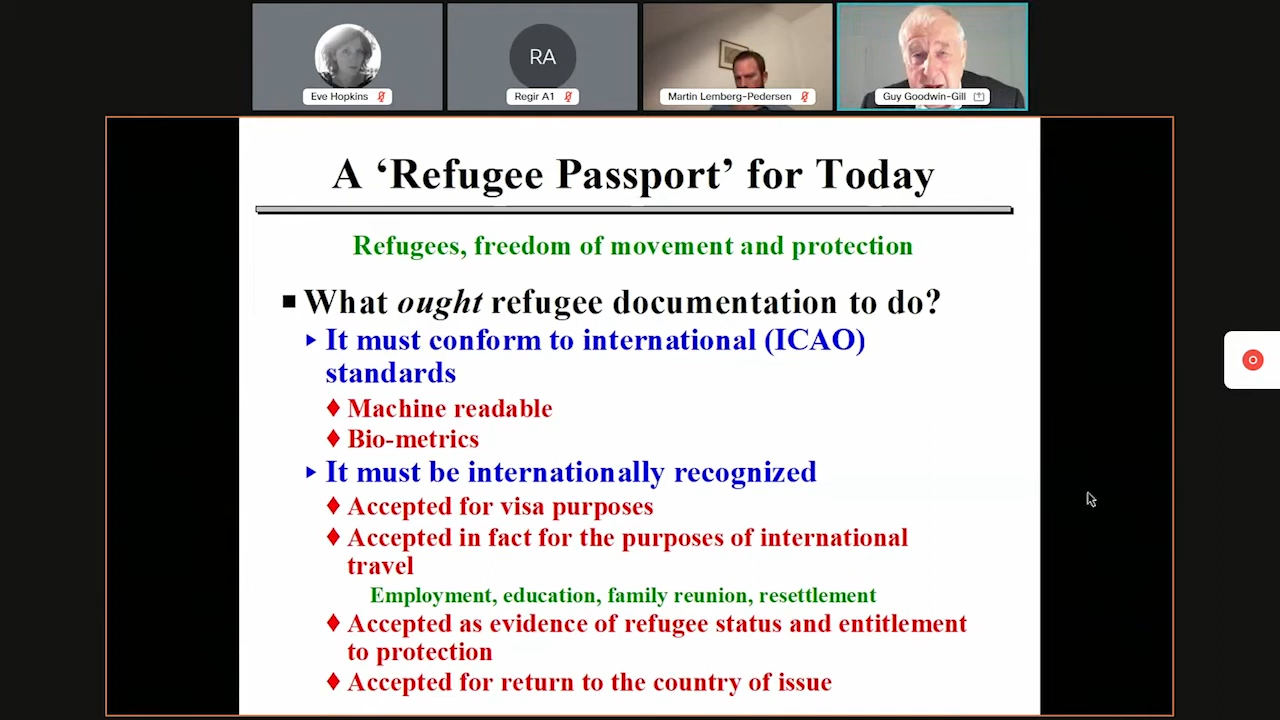 Eve Hopkins
RA
Regir A1
Martin Lemberg-Pedersen
Guy Goodwin-Gill
A ‘Refugee Passport’ for Today
Refugees, freedom of movement and protection
What ought refugee documentation to do?
It must conform to international (ICAO)
standards
Machine readable
Bio-metrics
It must be internationally recognized
Accepted for visa purposes
Accepted in fact for the purposes of international
travel
Employment, education, family reunion, resettlement
Accepted as evidence of refugee status and entitlement
to protection
Accepted for return to the country of issue